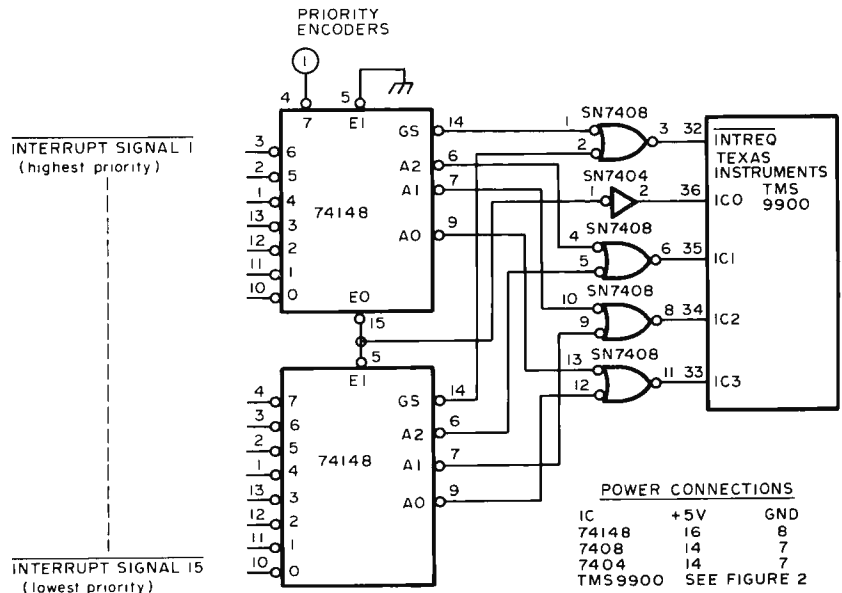 PRIORITY
ENCODERS
1
4
5
7
EI
GS
14
INTERRUPT SIGNAL 1
(highest priority)
3
6
2
5
1
4
13
3
12
2
11
1
10
0
A2
6
A1
7
74148
A0
9
EO
15
5
EI
4
7
3
6
2
5
1
4
13
3
12
2
11
1
10
0
GS
14
A2
6
74148
A1
7
A0
9
INTERRUPT SIGNAL 15
(lowest priority)
SN7408
1
2
3
32
SN7404
1
2
36
SN7408
4
5
6
35
SN7408
10
9
8
34
SN7408
13
12
11
33
INTREQ
TEXAS
INSTRUMENTS
TMS
9900
IC0
IC1
IC2
IC3
POWER CONNECTIONS
IC +5V GND
74148 16 8
7408 14 7
7404 14 7
TMS9900 SEE FIGURE 2